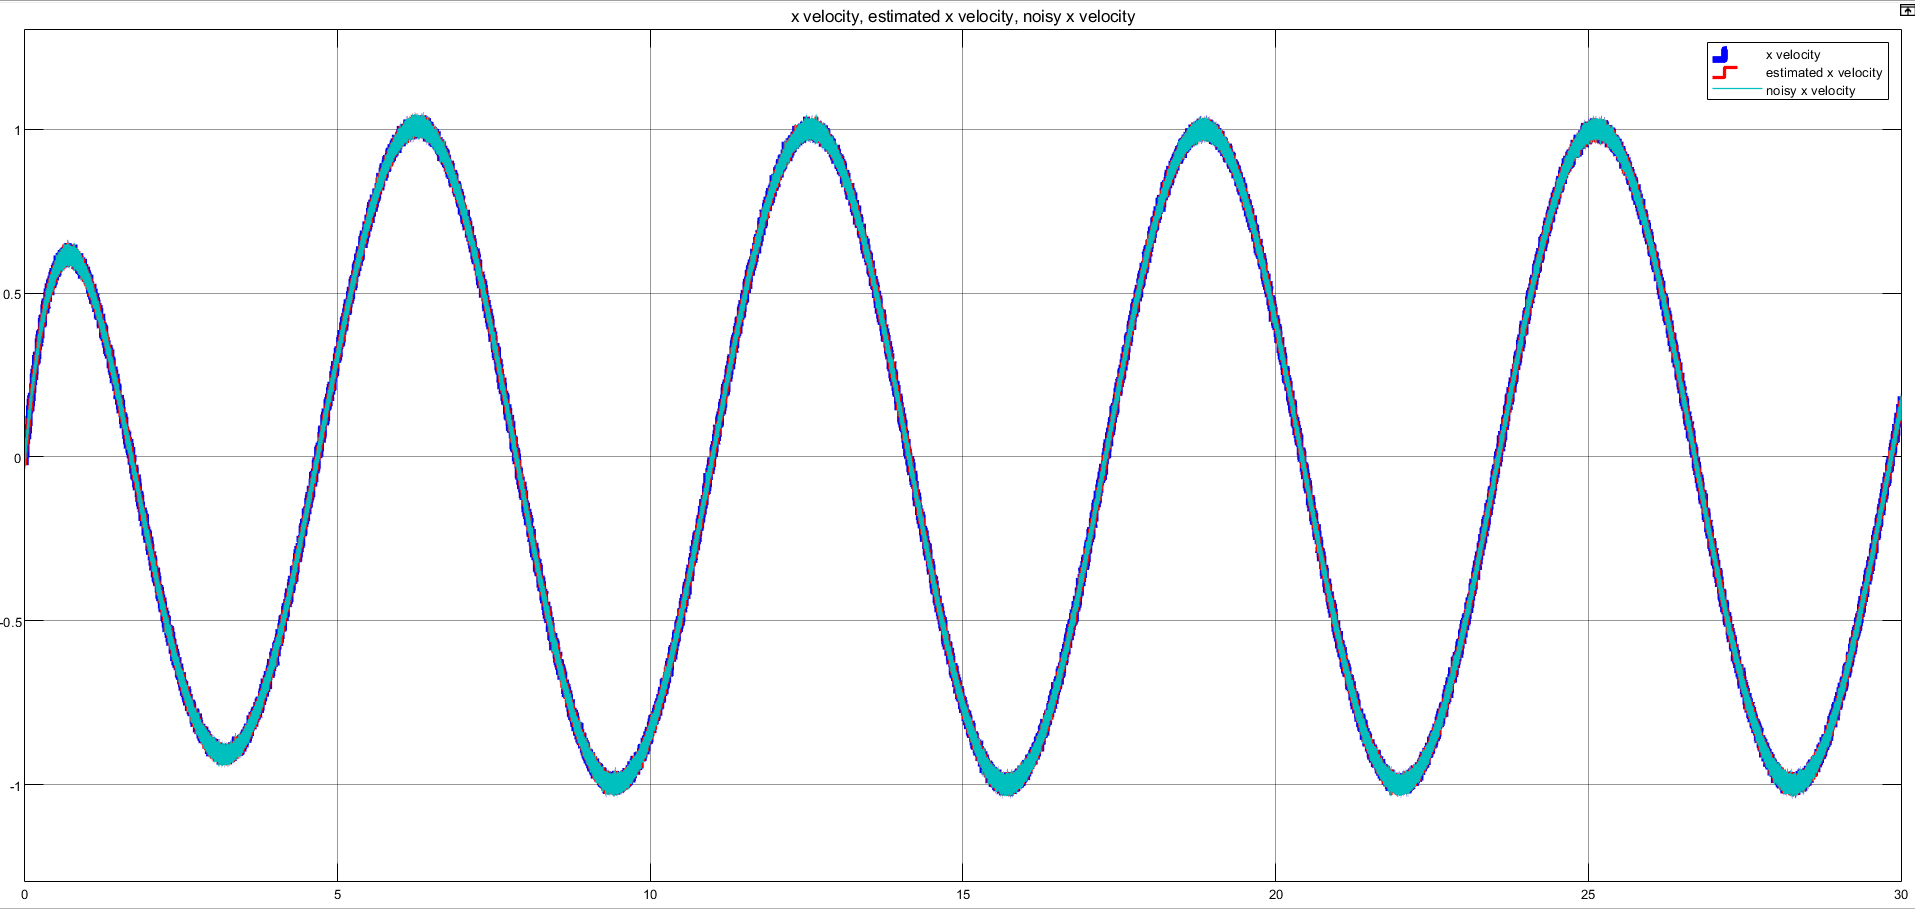 x velocity, estimated x velocity, noisy x velocity
x velocity
estimated x velocity
noisy x velocity
1
0.5
0
-0.5
-1
0 5 10 15 20 25 30